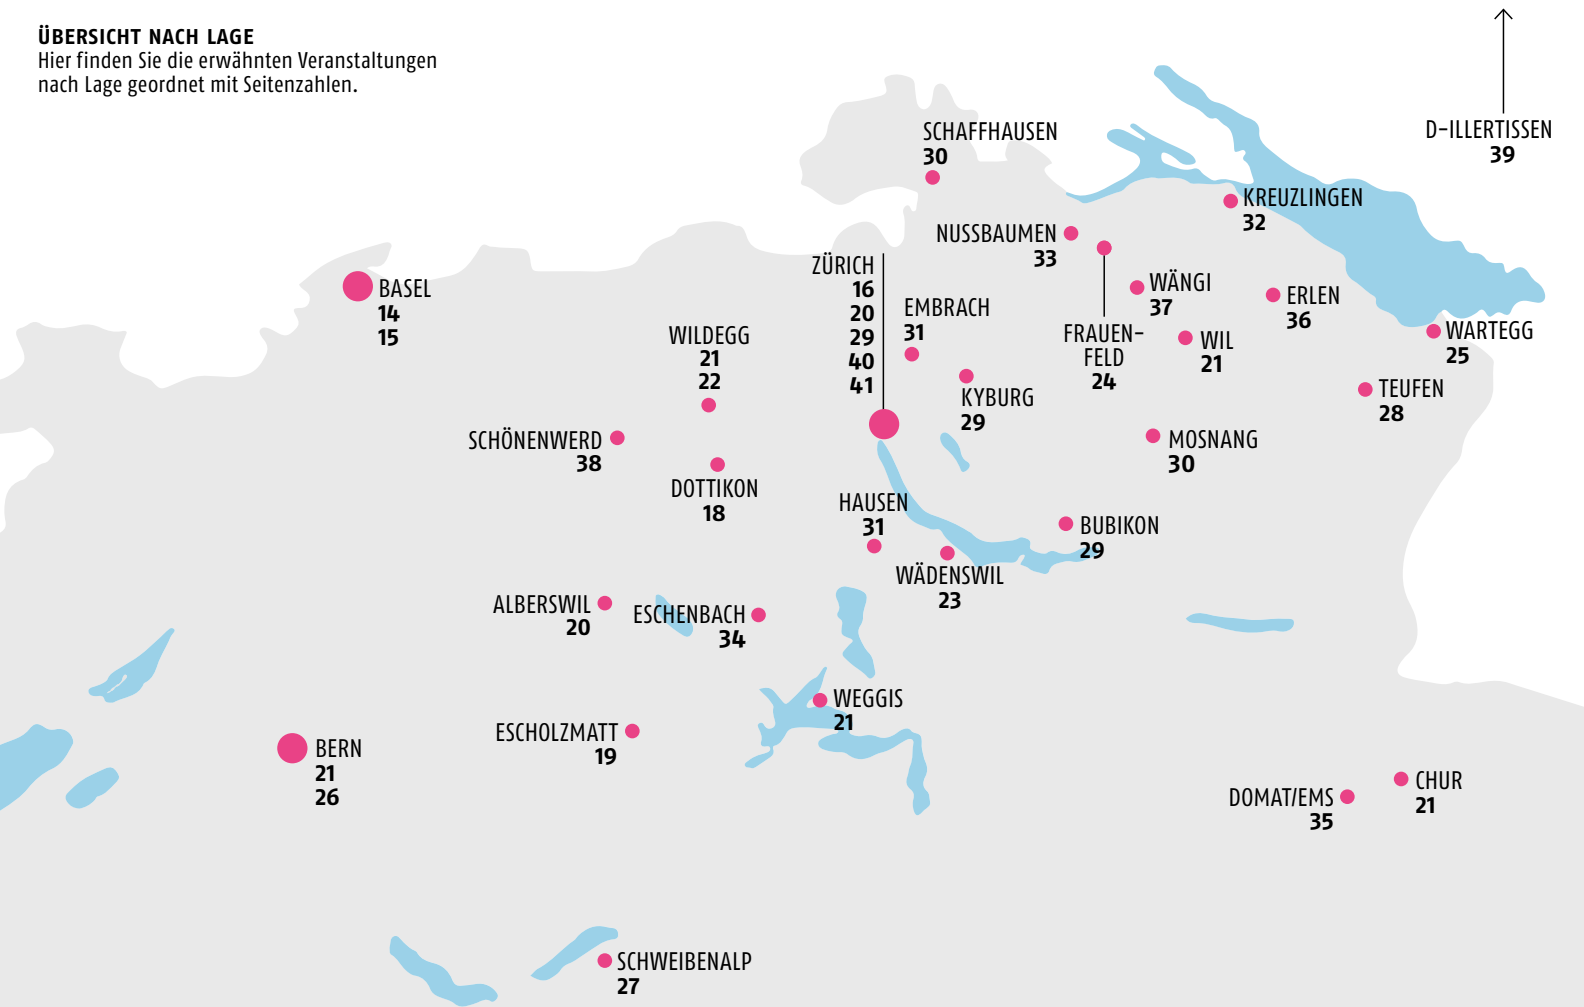 ÜBERSICHT NACH LAGE
Hier finden Sie die erwähnten Veranstaltungen
nach Lage geordnet mit Seitenzahlen.
D-ILLERTISSEN
39
SCHAFFHAUSEN
30
KREUZLINGEN
32
NUSSBAUMEN
33
ZÜRICH
16
20
29
40
41
BASEL
14
15
EMBRACH
31
WÄNGI
37
ERLEN
36
FRAUEN-
FELD
24
WIL
21
WARTEGG
25
WILDEGG
21
22
KYBURG
29
TEUFEN
28
SCHÖNENWERD
38
MOSNANG
30
DOTTIKON
18
HAUSEN
31
BUBIKON
29
WÄDENSWIL
23
ALBERSWIL
20
ESCHENBACH
34
WEGGIS
21
ESCHOLZMATT
19
BERN
21
26
DOMAT/EMS
35
CHUR
21
SCHWEIBENALP
27